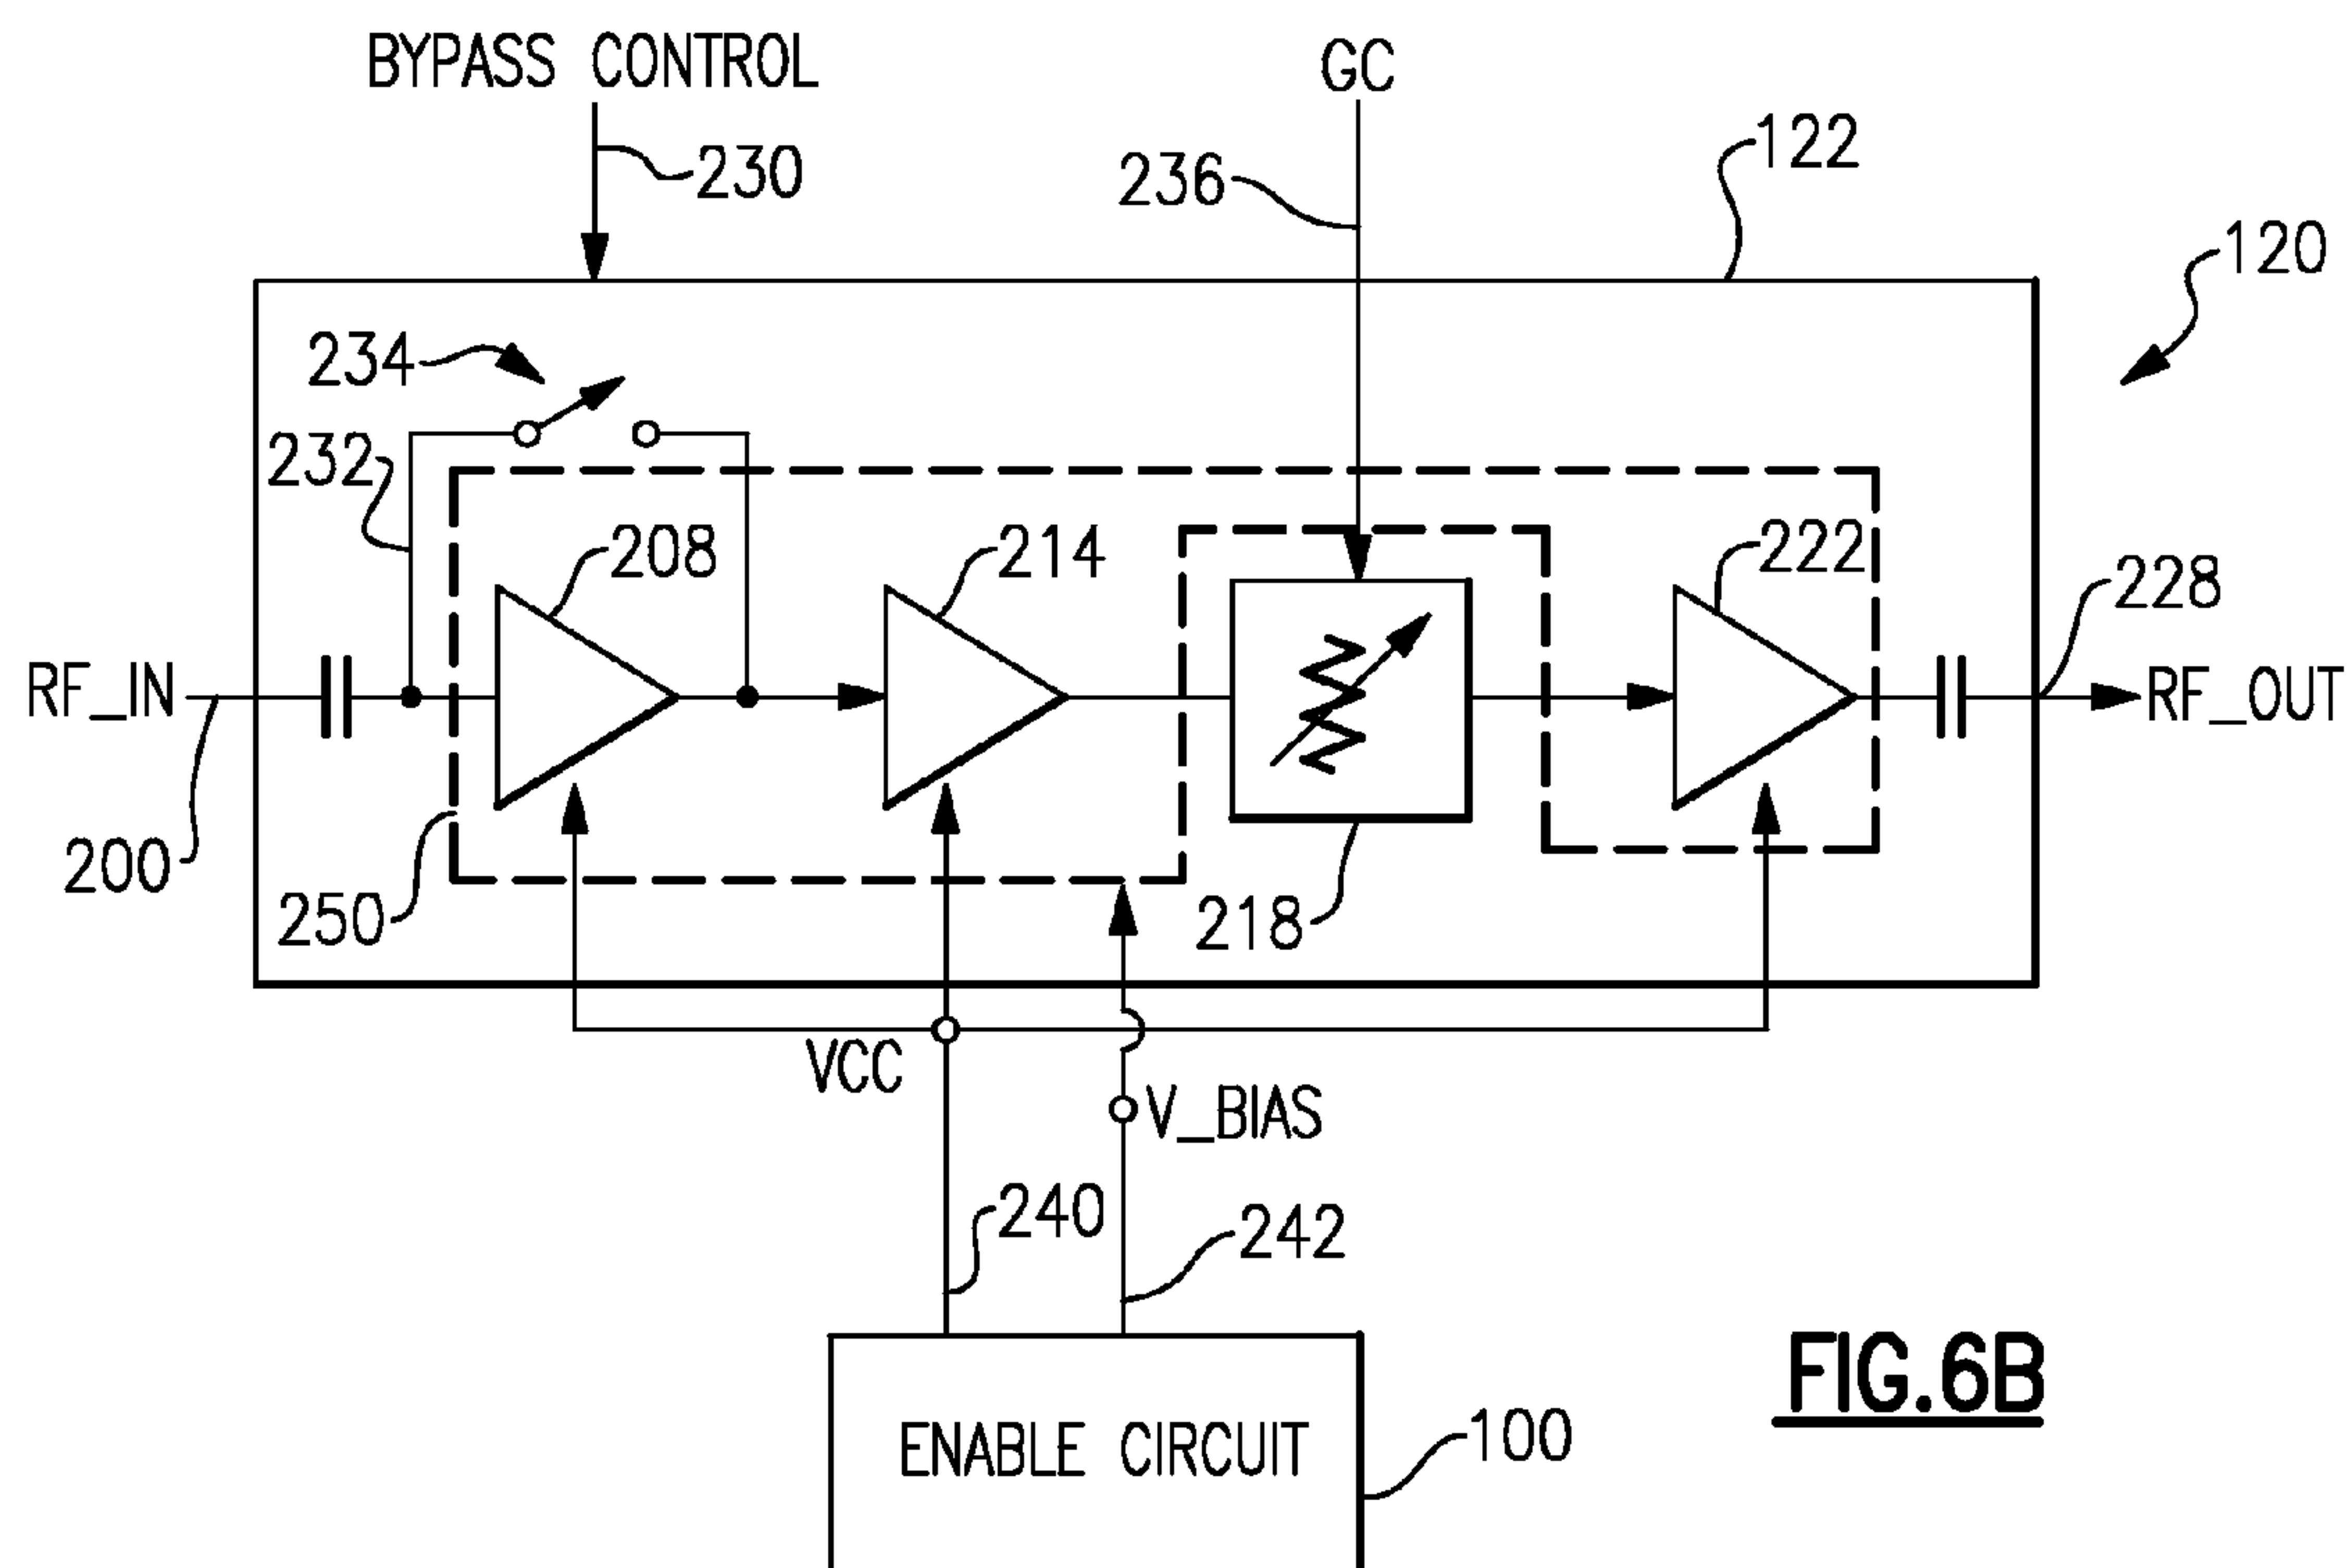 BYPASS CONTROL
GC
230
236
122
120
234
232
208
214
222
228
RF_IN
RF_OUT
200
250
218
VCC
V_BIAS
240
242
ENABLE CIRCUIT
100
FIG.6B